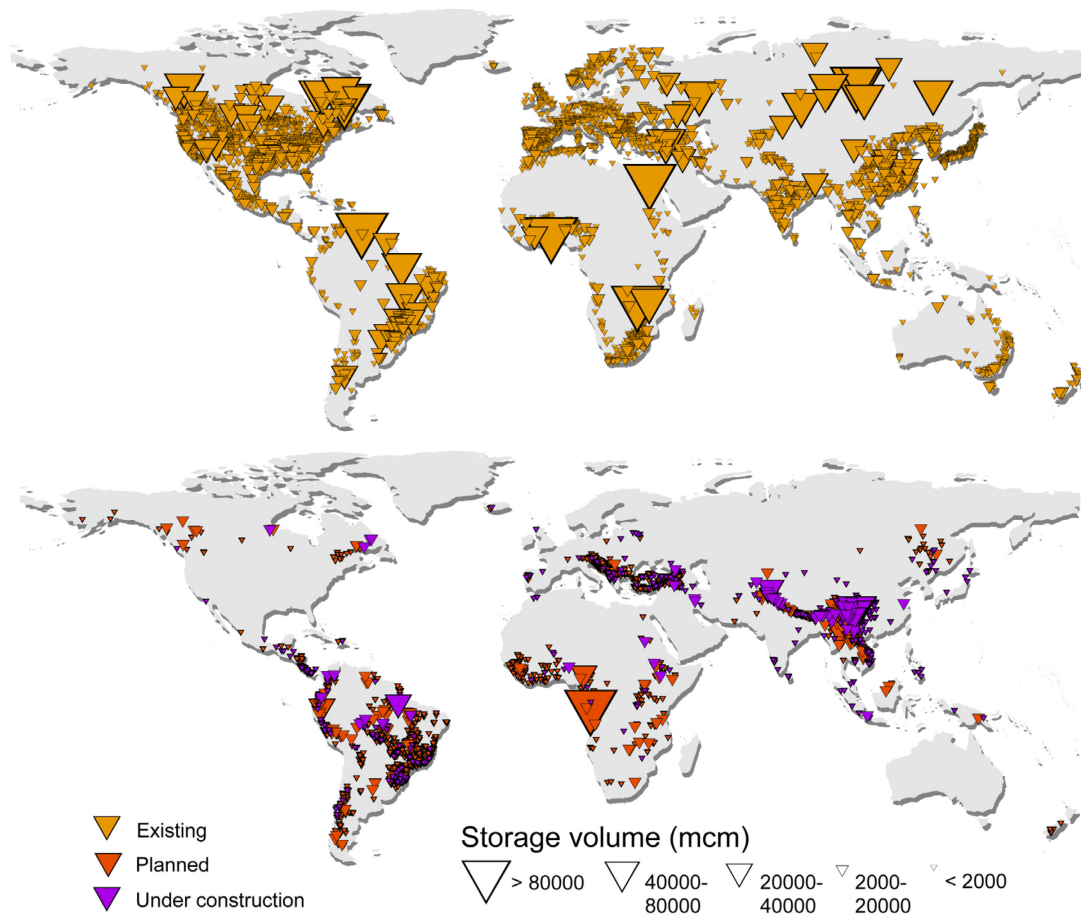 Existing
Planned
Under construction
Storage volume (mcm)
> 80000
40000-
80000
20000-
40000
2000-
20000
< 2000